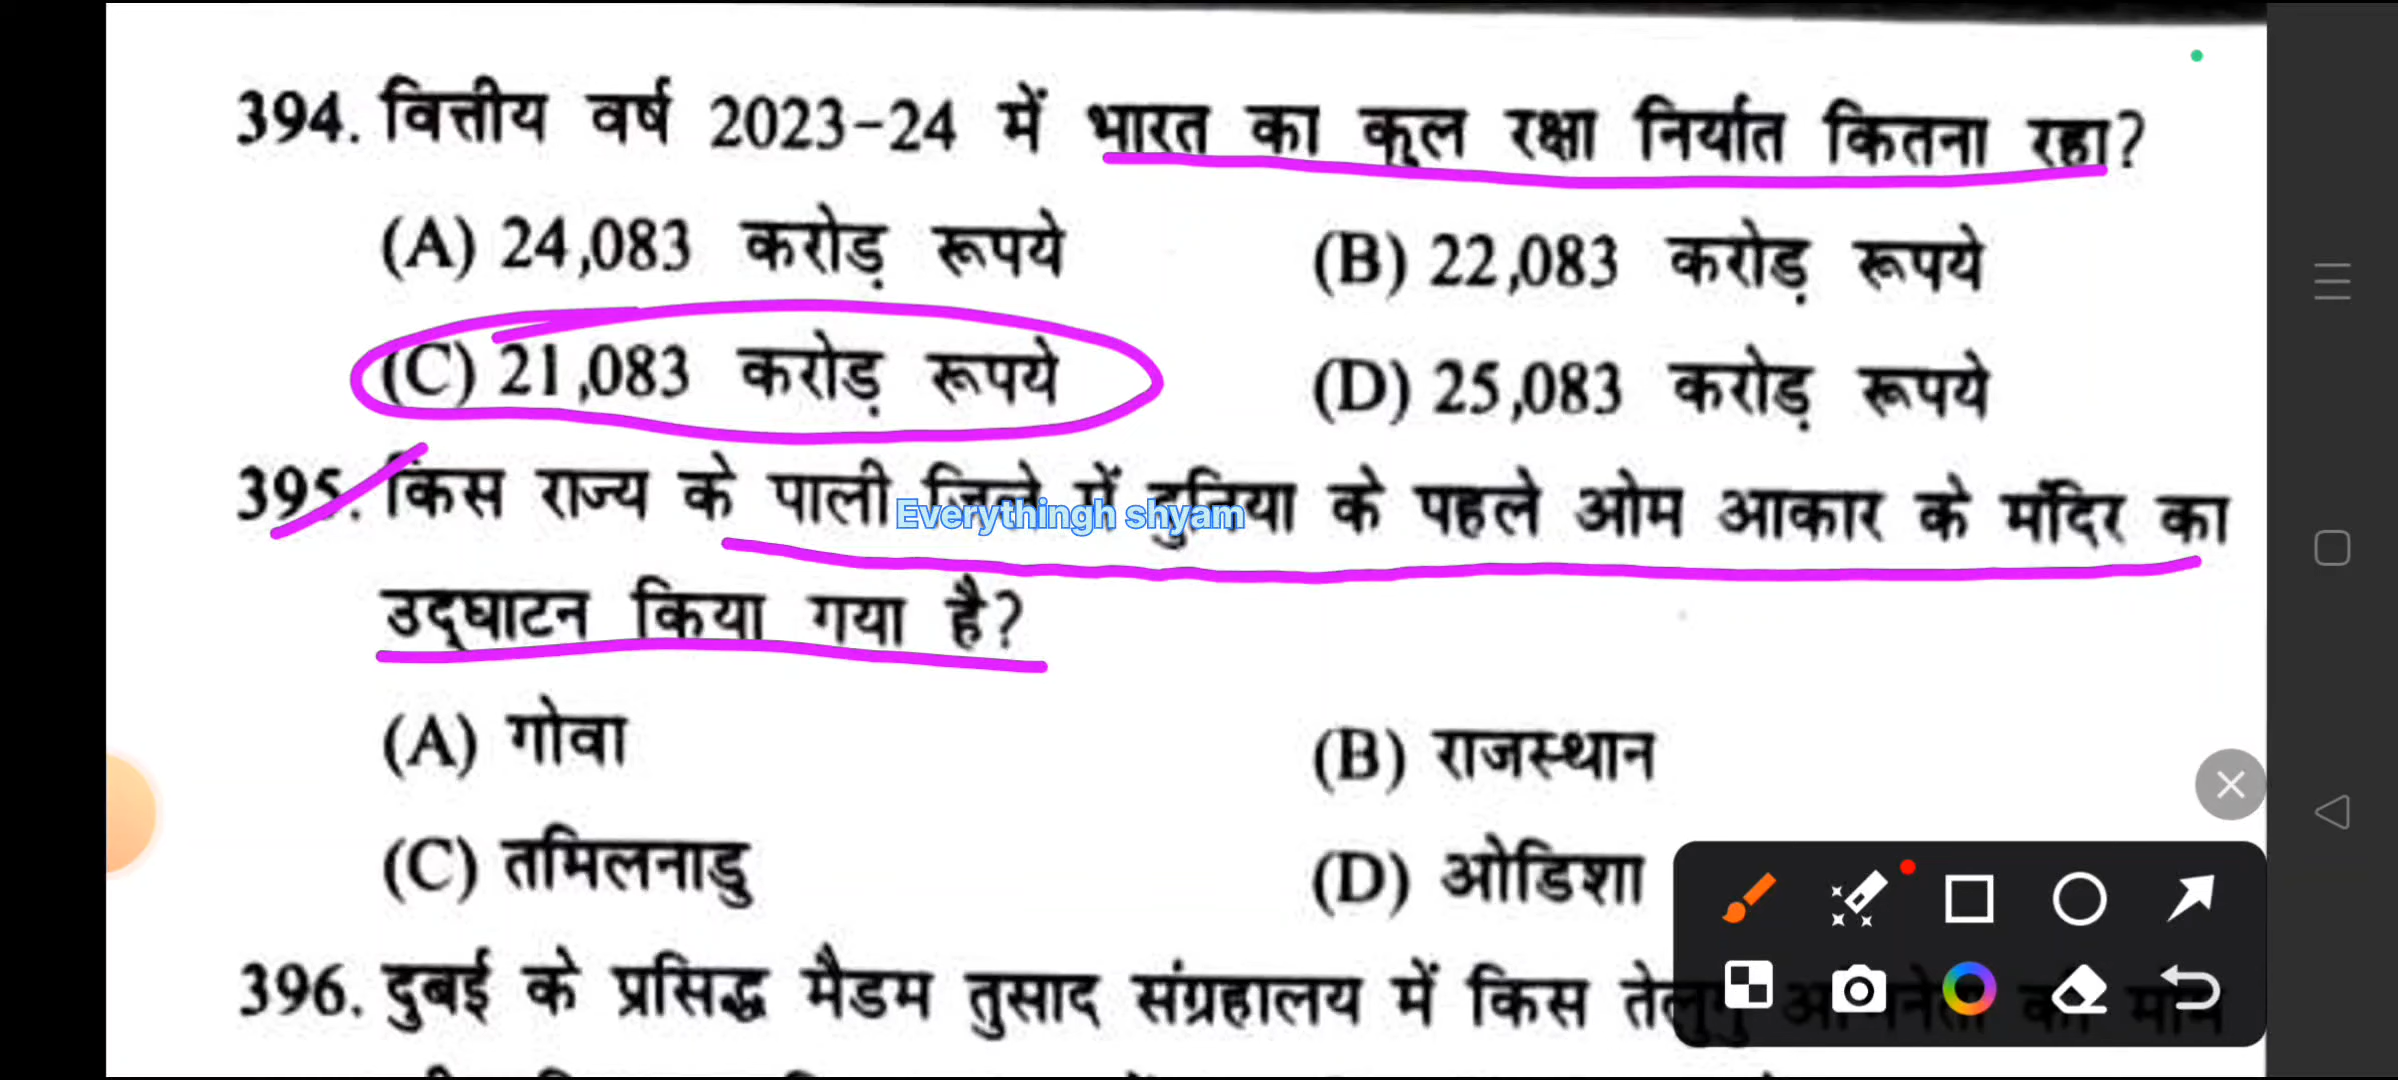 394. वित्तीय वर्ष 2023-24 में भारत का कुल रक्षा निर्यात कितना रहा?
(A) 24,083 करोड़ रूपये (B) 22,083 करोड़ रूपये
(C) 21,083 करोड़ रूपये (D) 25,083 करोड़ रूपये
395. किस राज्य के पाली जिले में दुनिया के पहले ओम आकार के मंदिर का
Everythingh shyam
उद्घाटन किया गया है?
(A) गोवा (B) राजस्थान
(C) तमिलनाडु (D) ओडिशा
396. दुबई के प्रसिद्ध मैडम तुसाद संग्रहालय में किस तेलुगु अभिनेता की मोम